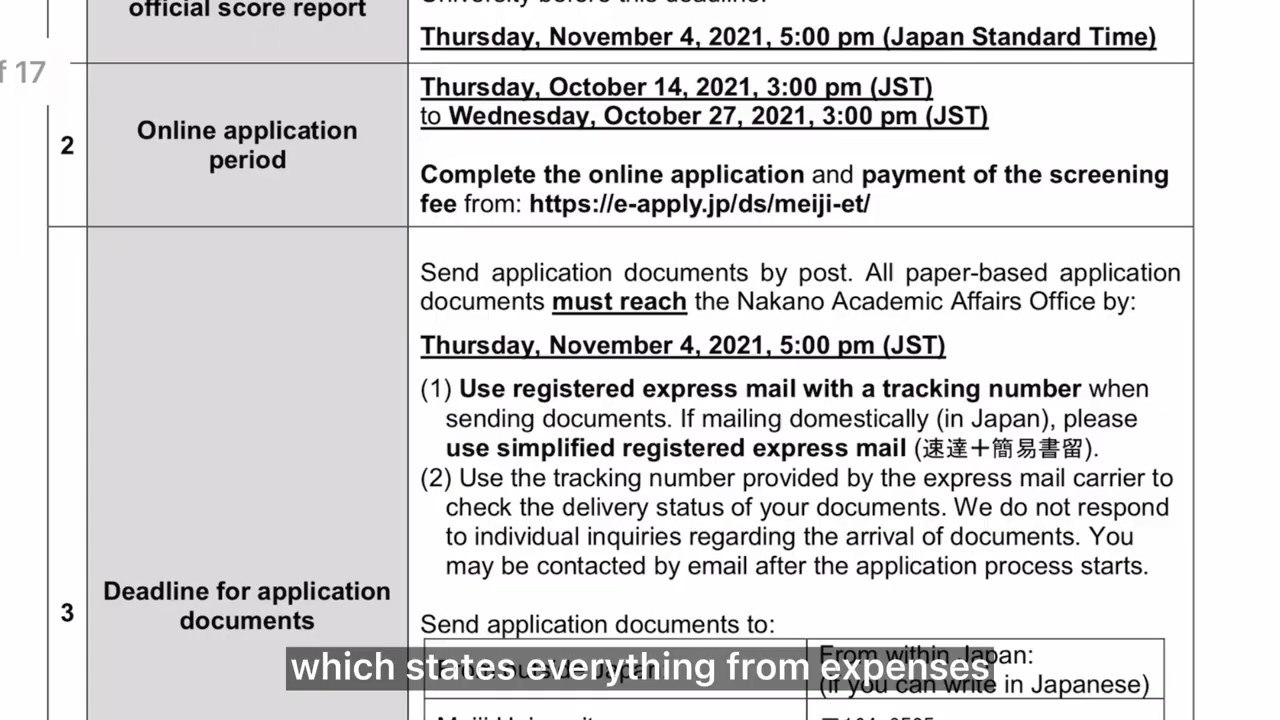 official score report
University before this deadline.
Thursday, November 4, 2021, 5:00 pm (Japan Standard Time)
f 17
2
Online application
period
Thursday, October 14, 2021, 3:00 pm (JST)
to Wednesday, October 27, 2021, 3:00 pm (JST)
Complete the online application and payment of the screening
fee from: https://e-apply.jp/ds/meiji-et/
3
Deadline for application
documents
Send application documents by post. All paper-based application
documents must reach the Nakano Academic Affairs Office by:
Thursday, November 4, 2021, 5:00 pm (JST)
(1) Use registered express mail with a tracking number when
sending documents. If mailing domestically (in Japan), please
use simplified registered express mail (速達＋簡易書留).
(2) Use the tracking number provided by the express mail carrier to
check the delivery status of your documents. We do not respond
to individual inquiries regarding the arrival of documents. You
may be contacted by email after the application process starts.
Send application documents to:
From outside Japan
From within Japan:
(if you can write in Japanese)
which states everything from expenses
Meiji University